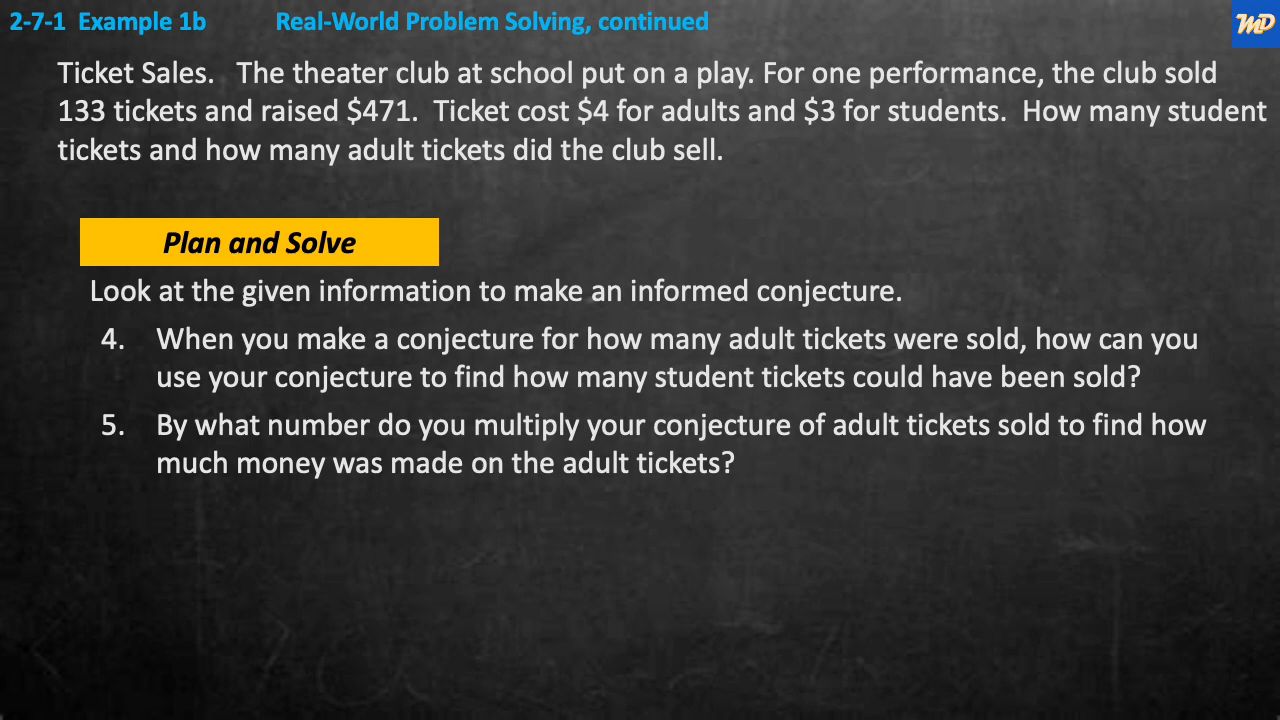 2-7-1 Example 1b Real-World Problem Solving, continued
MP
Ticket Sales. The theater club at school put on a play. For one performance, the club sold
133 tickets and raised $471. Ticket cost $4 for adults and $3 for students. How many student
tickets and how many adult tickets did the club sell.
Plan and Solve
Look at the given information to make an informed conjecture.
4. When you make a conjecture for how many adult tickets were sold, how can you
use your conjecture to find how many student tickets could have been sold?
5. By what number do you multiply your conjecture of adult tickets sold to find how
much money was made on the adult tickets?